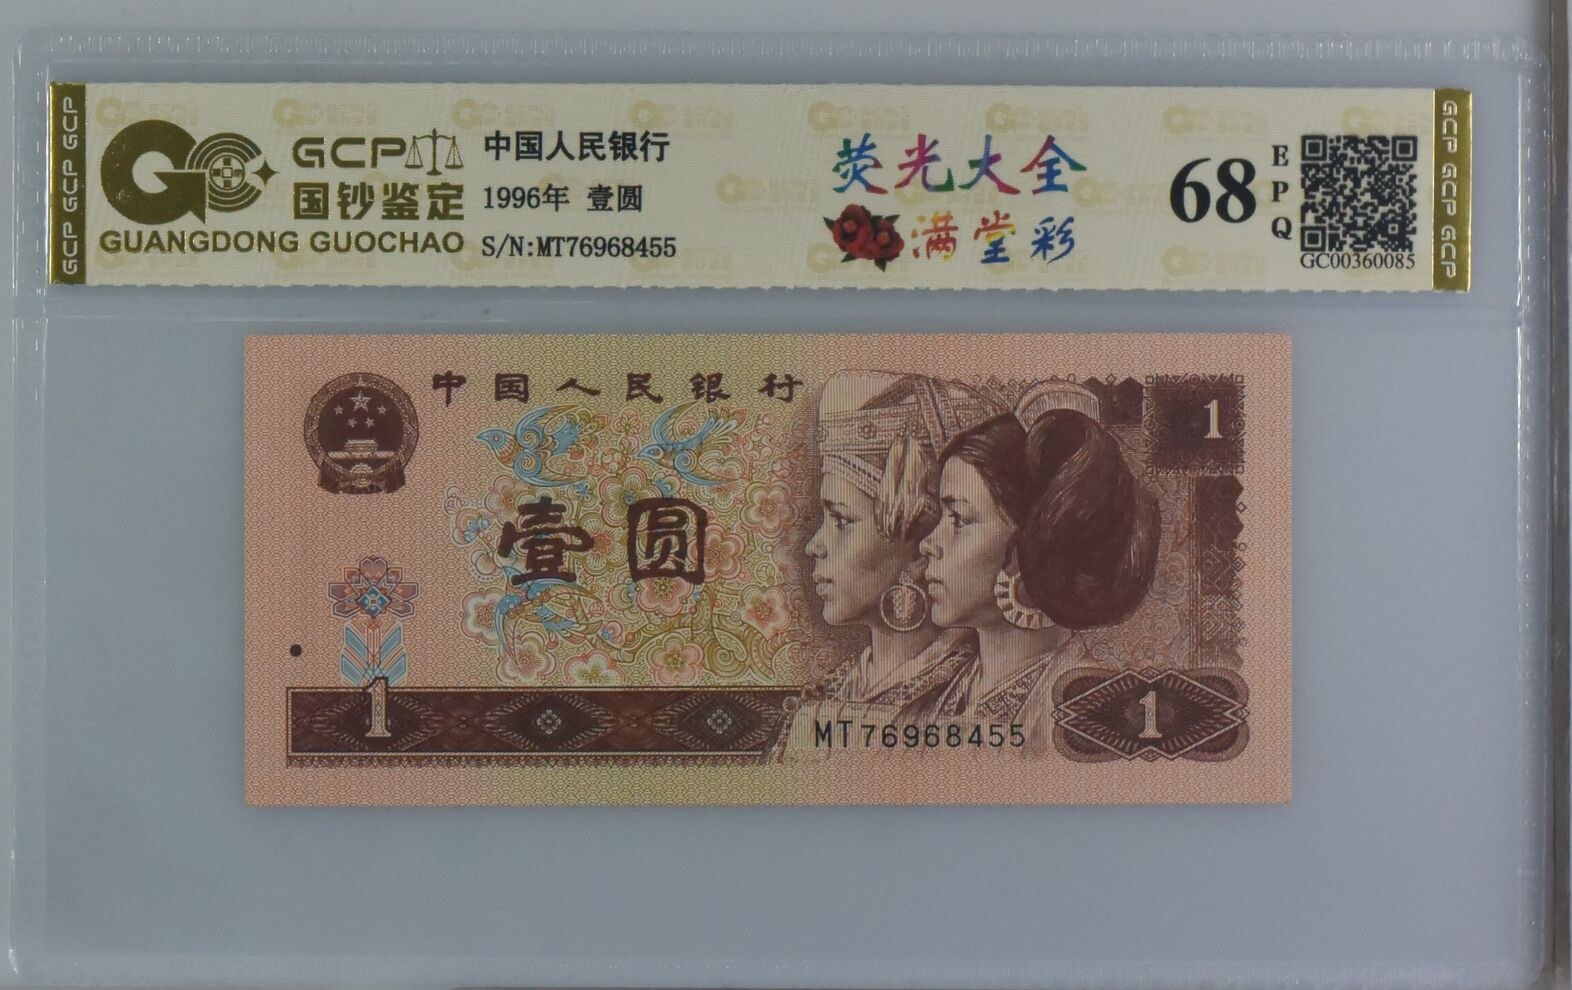 GCP GCP GCP
GCP
国钞鉴定
GUANGDONG GUOCHAO
中国人民银行
1996年 壹圆
S/N:MT76968455
荧光大全
满堂彩
68
EPQ
GC00360085
GCP GCP GCP
中国人民银行
1
壹圆
1
MT76968455
1